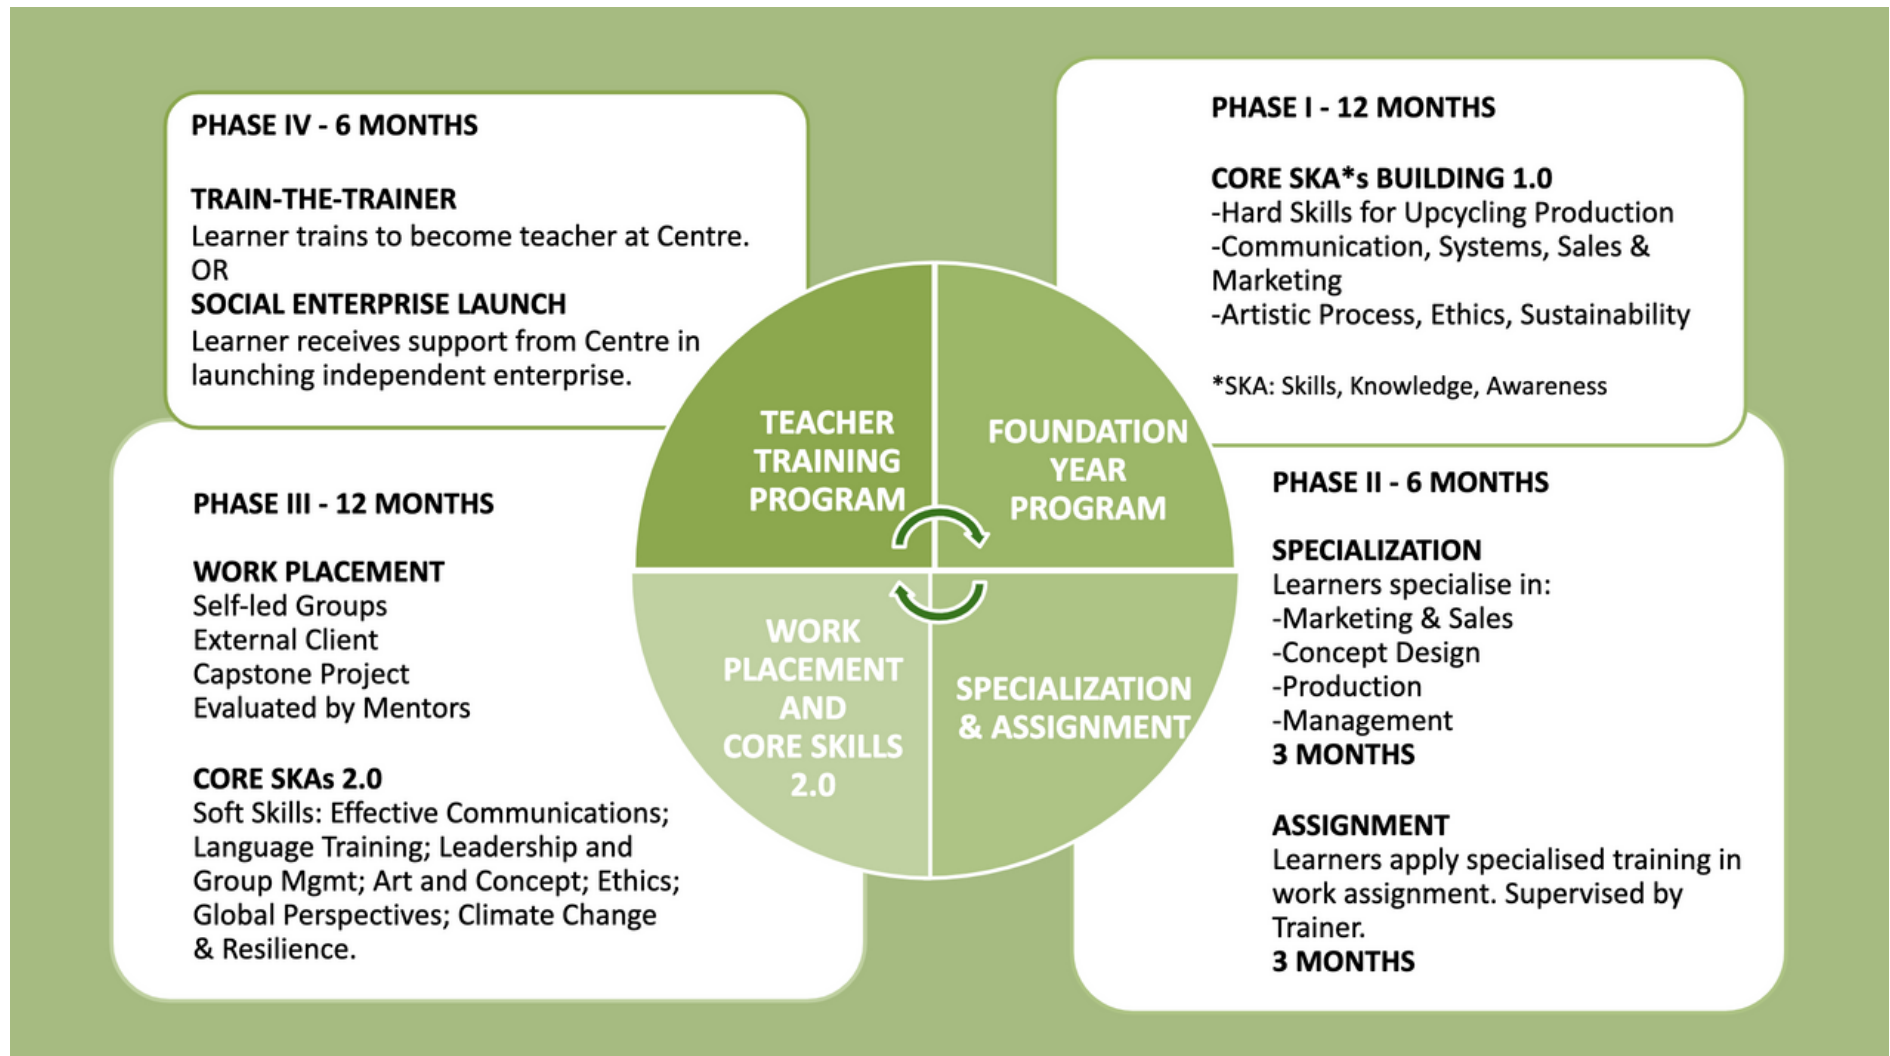 PHASE IV - 6 MONTHS
TRAIN-THE-TRAINER
Learner trains to become teacher at Centre.
OR
SOCIAL ENTERPRISE LAUNCH
Learner receives support from Centre in
launching independent enterprise.
PHASE I - 12 MONTHS
CORE SKA*s BUILDING 1.0
-Hard Skills for Upcycling Production
-Communication, Systems, Sales &
Marketing
-Artistic Process, Ethics, Sustainability
*SKA: Skills, Knowledge, Awareness
TEACHER
TRAINING
PROGRAM
FOUNDATION
YEAR
PROGRAM
WORK
PLACEMENT
AND
CORE SKILLS
2.0
SPECIALIZATION
& ASSIGNMENT
PHASE III - 12 MONTHS
WORK PLACEMENT
Self-led Groups
External Client
Capstone Project
Evaluated by Mentors
CORE SKAs 2.0
Soft Skills: Effective Communications;
Language Training; Leadership and
Group Mgmt; Art and Concept; Ethics;
Global Perspectives; Climate Change
& Resilience.
PHASE II - 6 MONTHS
SPECIALIZATION
Learners specialise in:
-Marketing & Sales
-Concept Design
-Production
-Management
3 MONTHS
ASSIGNMENT
Learners apply specialised training in
work assignment. Supervised by
Trainer.
3 MONTHS